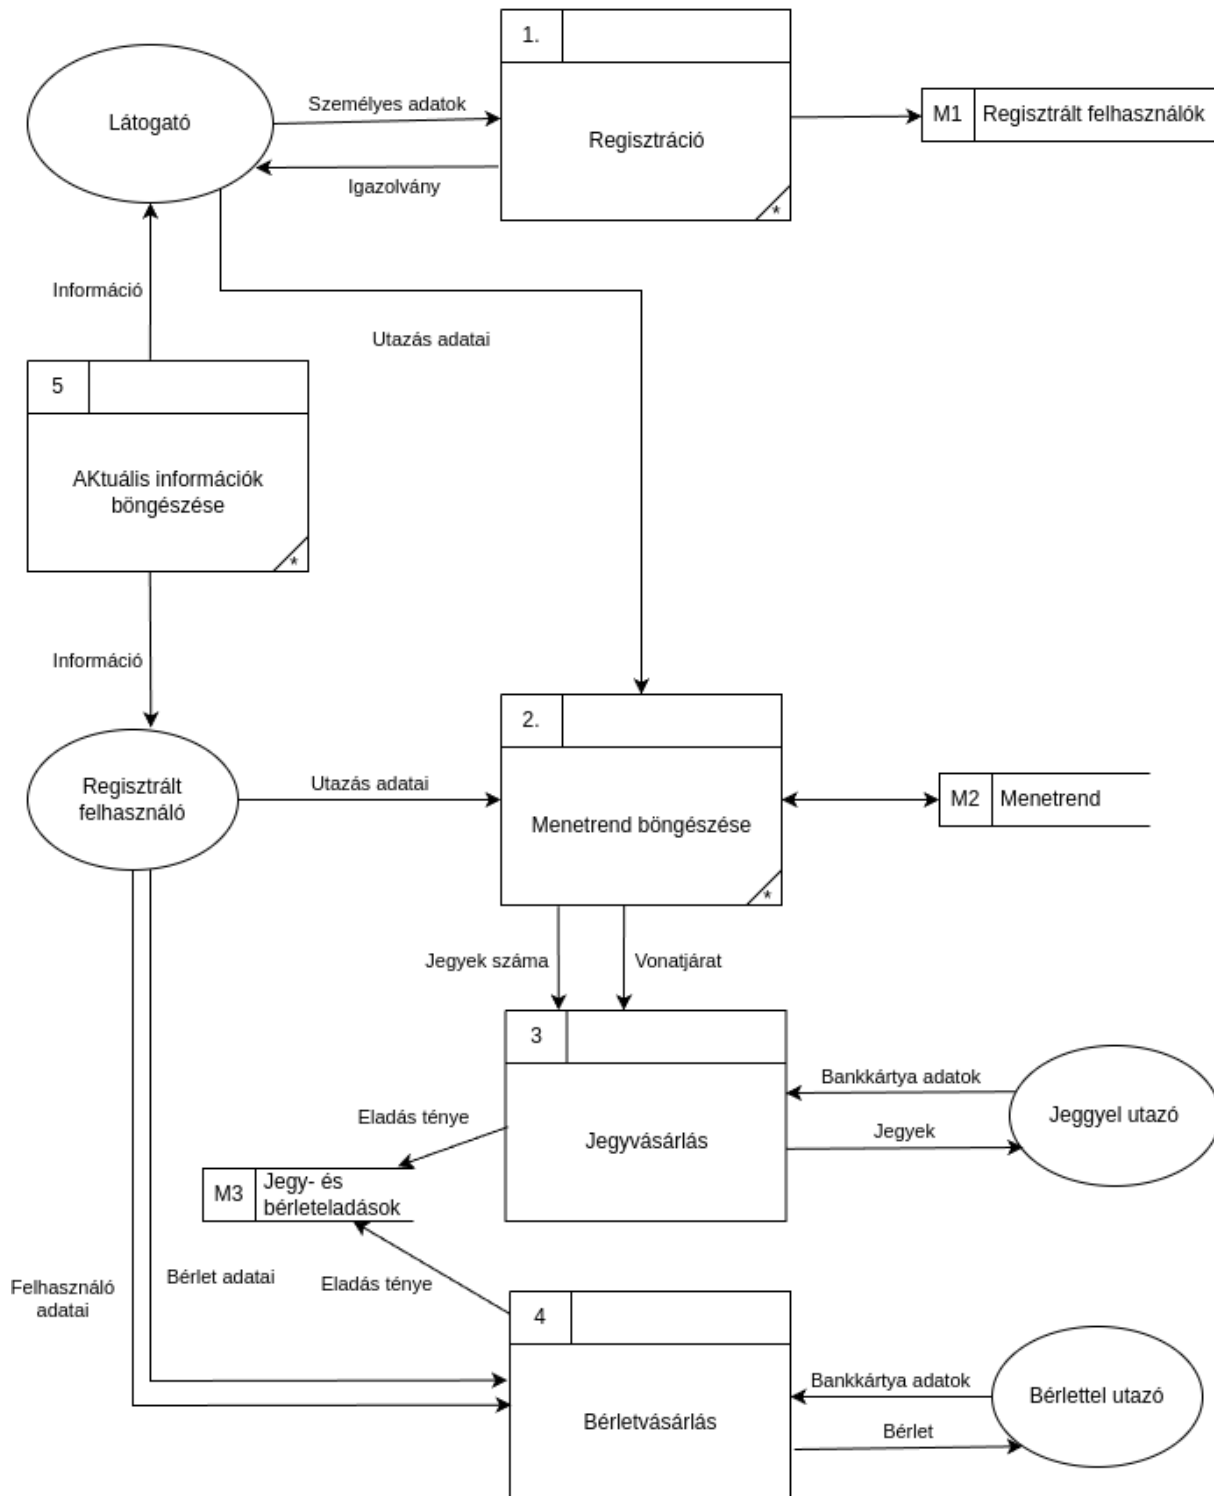 1.
Látogató
Személyes adatok
Regisztráció
M1
Regisztrált felhasználók
Igazolvány
*
Információ
Utazás adatai
5
AKtuális információk
böngészése
*
Információ
2.
Regisztrált
felhasználó
Utazás adatai
Menetrend böngészése
M2
Menetrend
*
Jegyek száma
Vonatjárat
3
Bankkártya adatok
Jeggyel utazó
Eladás ténye
Jegyvásárlás
Jegyek
M3
Jegy- és
bérleteladások
Felhasználó
adatai
Bérlet adatai
Eladás ténye
4
Bankkártya adatok
Bérlettel utazó
Bérletvásárlás
Bérlet